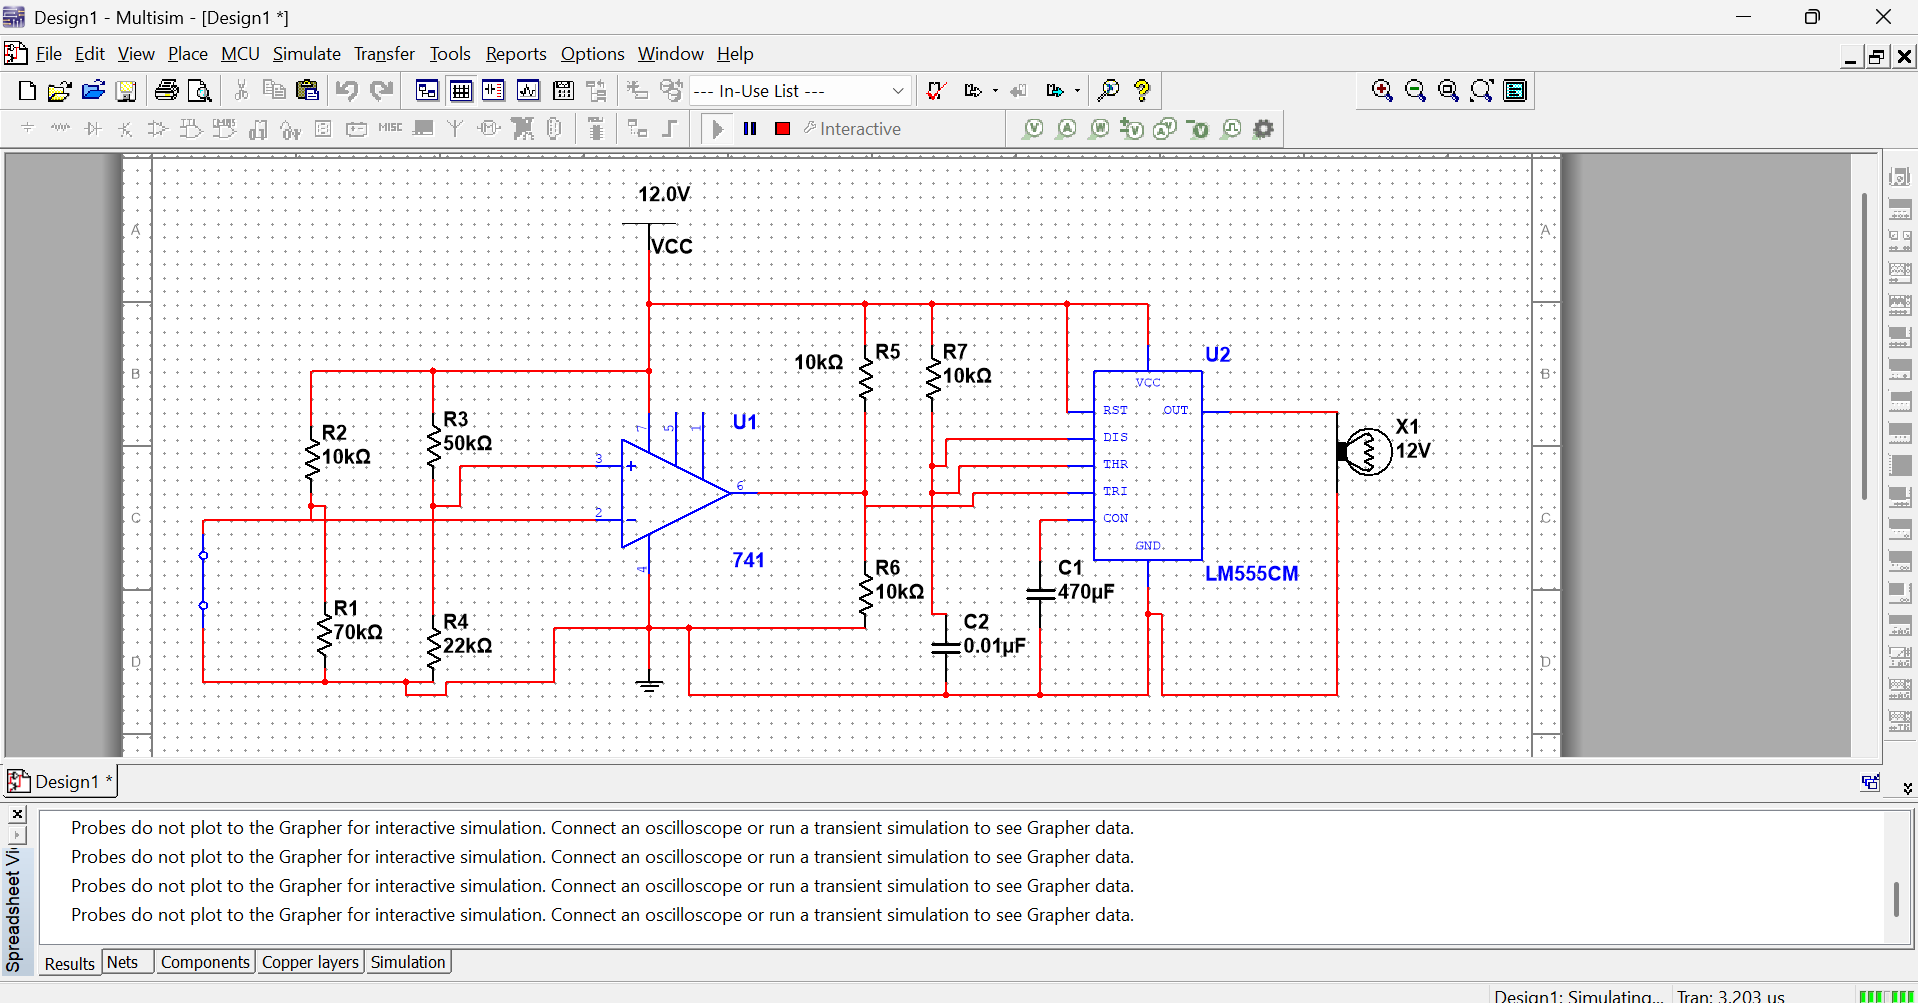 Design1 - Multisim - [Design1 *]
File Edit View Place MCU Simulate Transfer Tools Reports Options Window Help
--- In-Use List ---
MISC
Interactive
12.0V
VCC
A
A
B
B
C
C
D
D
R2
10kΩ
R3
50kΩ
R1
70kΩ
R4
22kΩ
U1
741
7
5
1
3
2
6
4
10kΩ
R5
R7
10kΩ
R6
10kΩ
C2
0.01µF
C1
470µF
U2
VCC
RST OUT
DIS
THR
TRI
CON
GND
LM555CM
X1
12V
Design1 *
Spreadsheet Vi
Probes do not plot to the Grapher for interactive simulation. Connect an oscilloscope or run a transient simulation to see Grapher data.
Probes do not plot to the Grapher for interactive simulation. Connect an oscilloscope or run a transient simulation to see Grapher data.
Probes do not plot to the Grapher for interactive simulation. Connect an oscilloscope or run a transient simulation to see Grapher data.
Probes do not plot to the Grapher for interactive simulation. Connect an oscilloscope or run a transient simulation to see Grapher data.
Results Nets Components Copper layers Simulation
Design1: Simulating... Tran: 3.203 us